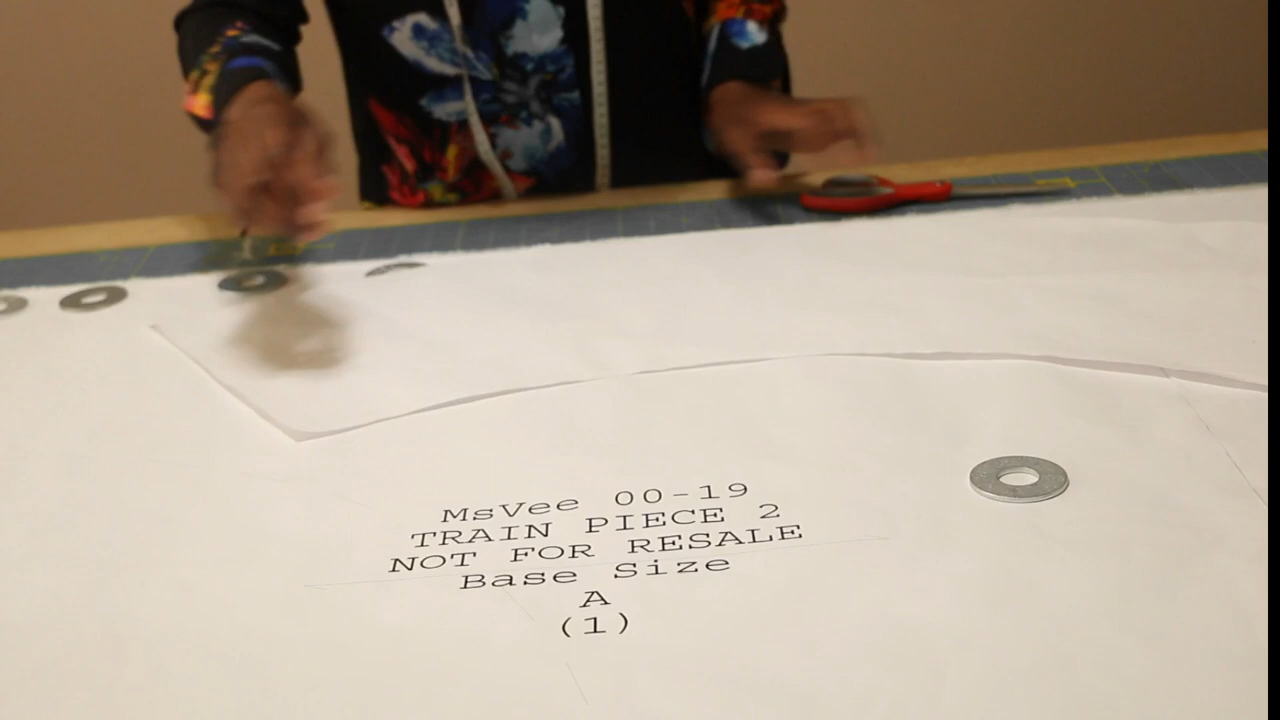 MsVee 00-19
TRAIN PIECE 2
NOT FOR RESALE
Base Size
A
(1)